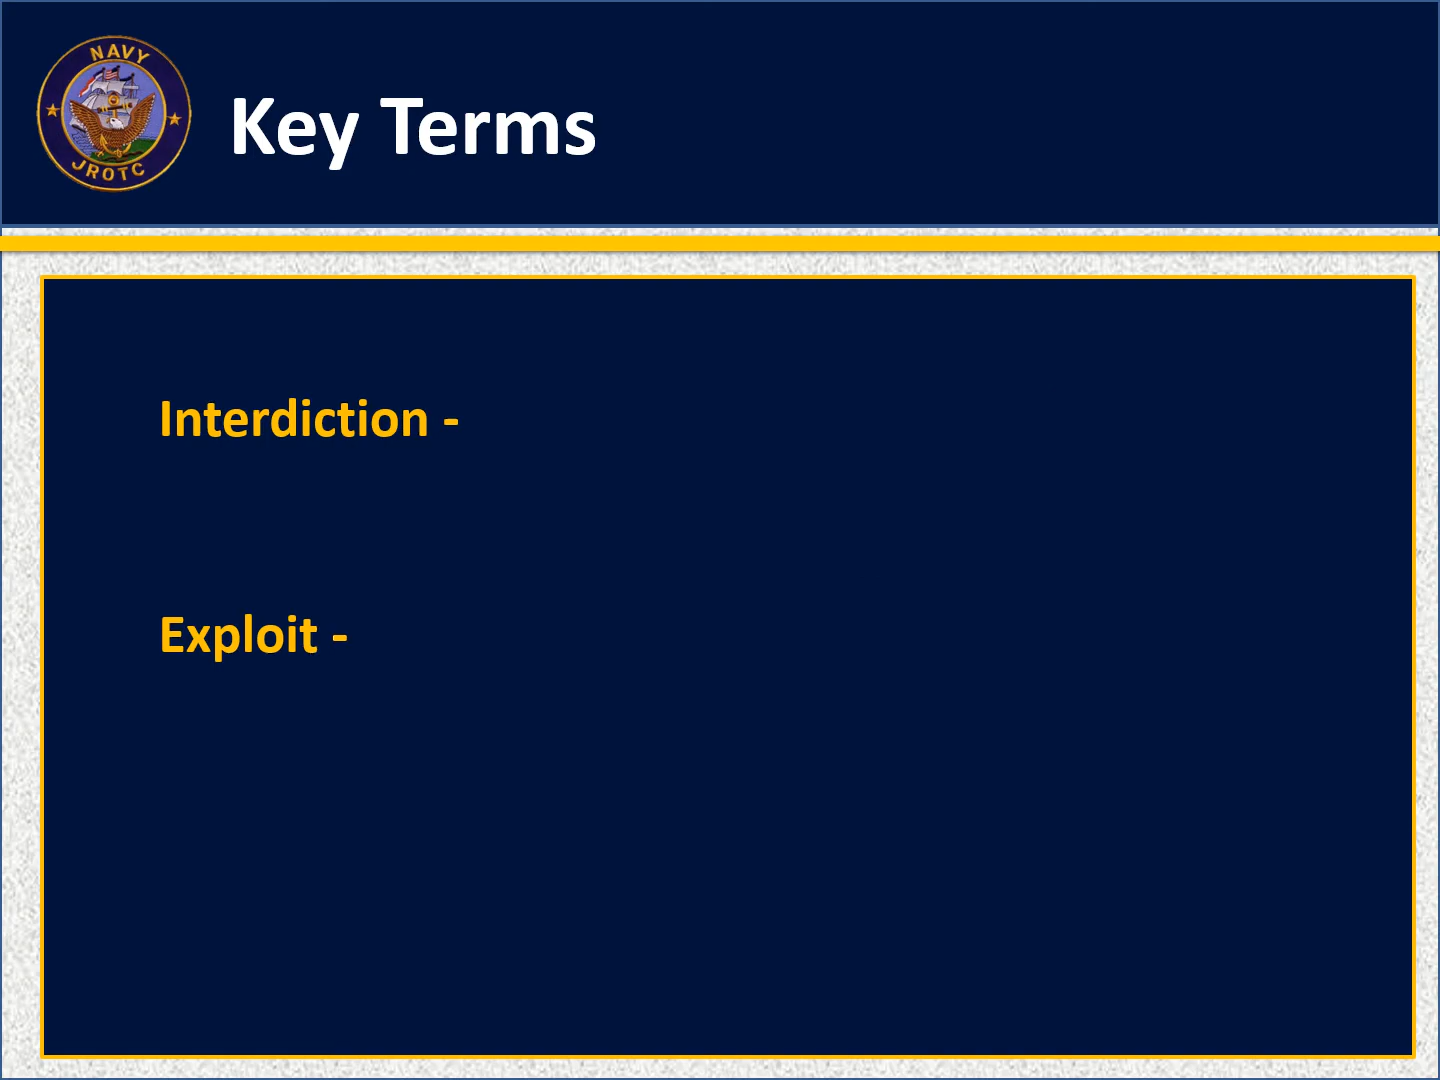 NAVY
JROTC
Key Terms
Interdiction -
Exploit -